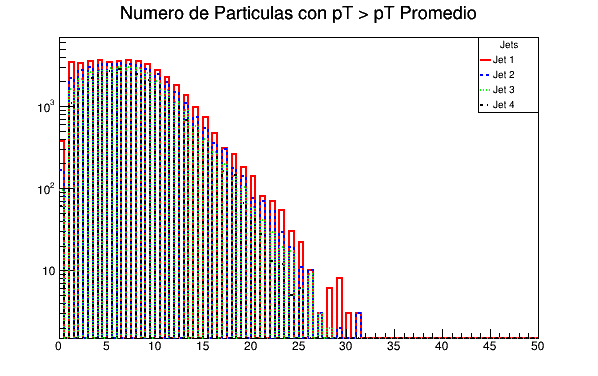 Numero de Particulas con pT > pT Promedio
Jets
Jet 1
Jet 2
Jet 3
Jet 4
10³
10²
10
0 5 10 15 20 25 30 35 40 45 50